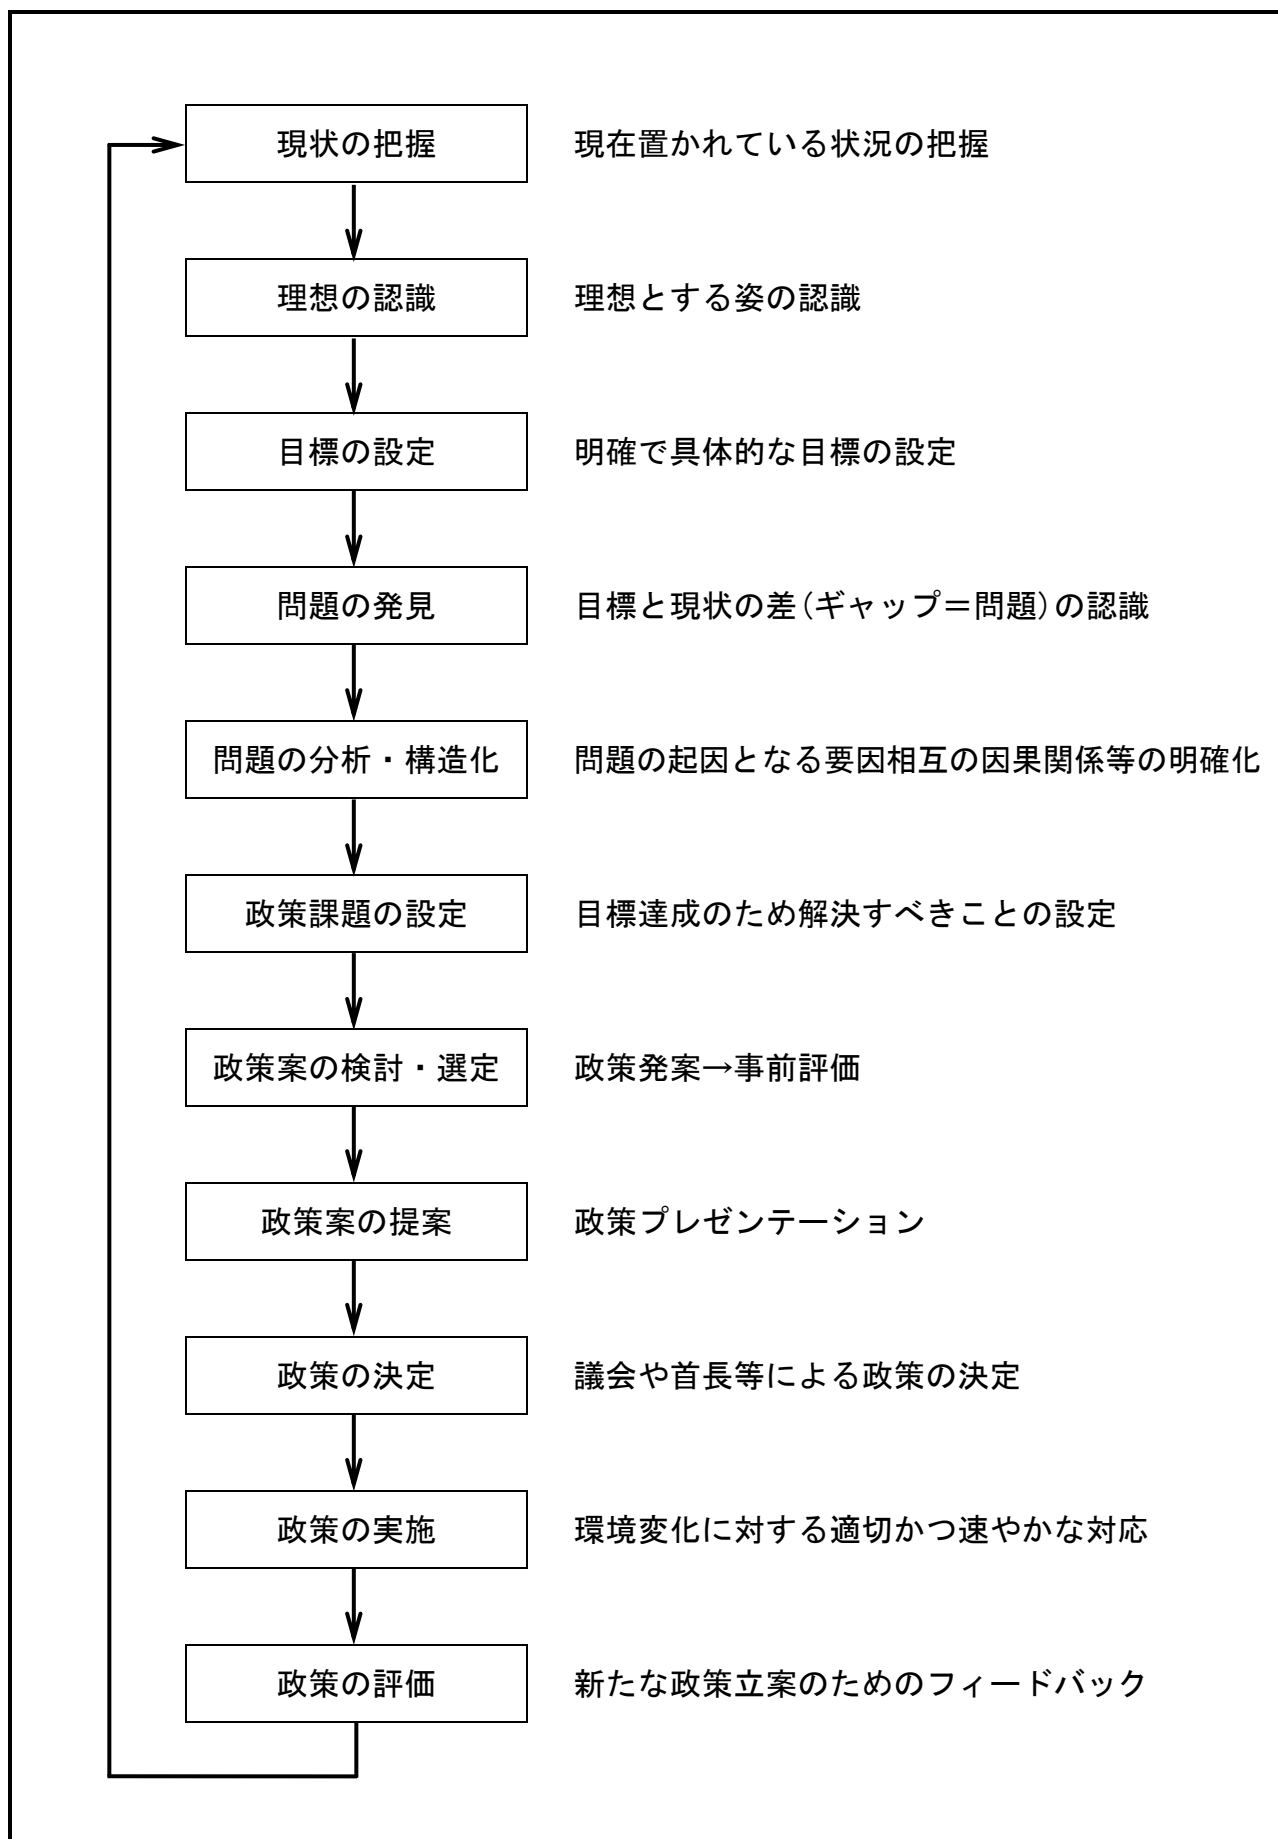 現状の把握 現在置かれている状況の把握
理想の認識 理想とする姿の認識
目標の設定 明確で具体的な目標の設定
問題の発見 目標と現状の差(ギャップ＝問題)の認識
問題の分析・構造化 問題の起因となる要因相互の因果関係等の明確化
政策課題の設定 目標達成のため解決すべきことの設定
政策案の検討・選定 政策発案→事前評価
政策案の提案 政策プレゼンテーション
政策の決定 議会や首長等による政策の決定
政策の実施 環境変化に対する適切かつ速やかな対応
政策の評価 新たな政策立案のためのフィードバック